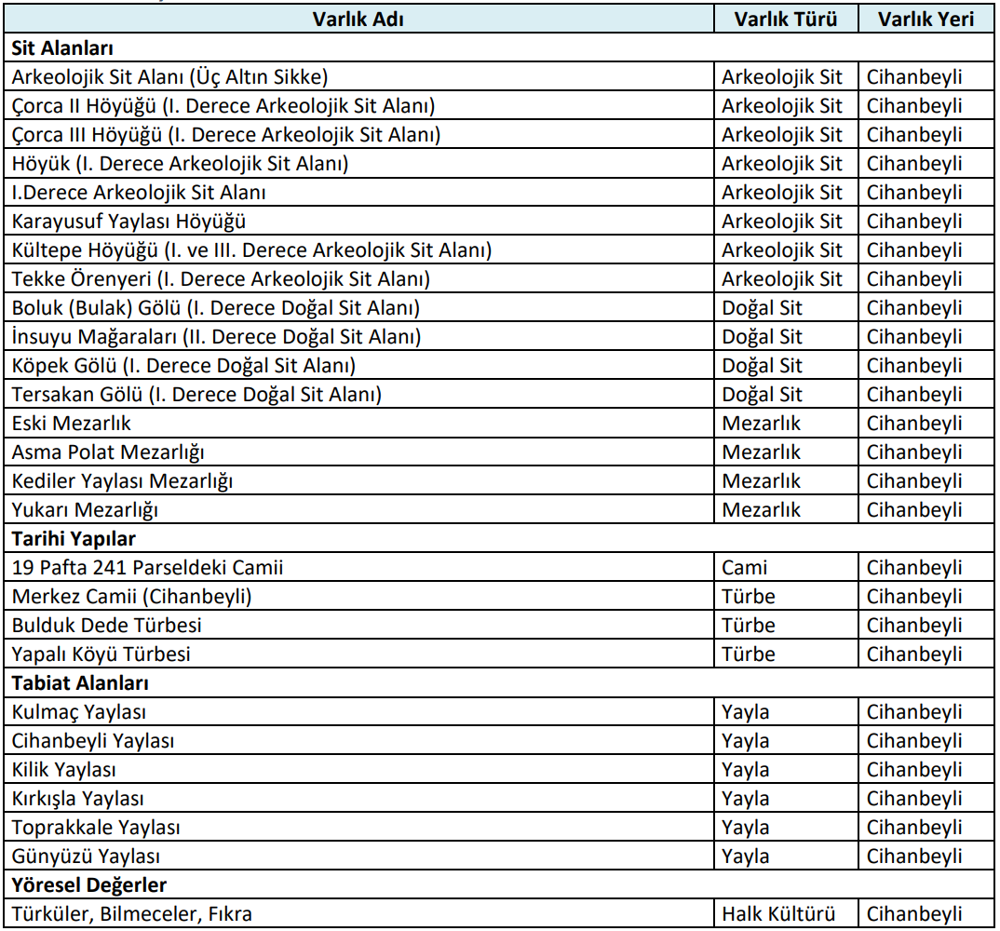 Varlık Adı Varlık Türü Varlık Yeri
Sit Alanları
Arkeolojik Sit Alanı (Üç Altın Sikke) Arkeolojik Sit Cihanbeyli
Çorca II Höyüğü (I. Derece Arkeolojik Sit Alanı) Arkeolojik Sit Cihanbeyli
Çorca III Höyüğü (I. Derece Arkeolojik Sit Alanı) Arkeolojik Sit Cihanbeyli
Höyük (I. Derece Arkeolojik Sit Alanı) Arkeolojik Sit Cihanbeyli
I.Derece Arkeolojik Sit Alanı Arkeolojik Sit Cihanbeyli
Karayusuf Yaylası Höyüğü Arkeolojik Sit Cihanbeyli
Kültepe Höyüğü (I. ve III. Derece Arkeolojik Sit Alanı) Arkeolojik Sit Cihanbeyli
Tekke Örenyeri (I. Derece Arkeolojik Sit Alanı) Arkeolojik Sit Cihanbeyli
Boluk (Bulak) Gölü (I. Derece Doğal Sit Alanı) Doğal Sit Cihanbeyli
İnsuyu Mağaraları (II. Derece Doğal Sit Alanı) Doğal Sit Cihanbeyli
Köpek Gölü (I. Derece Doğal Sit Alanı) Doğal Sit Cihanbeyli
Tersakan Gölü (I. Derece Doğal Sit Alanı) Doğal Sit Cihanbeyli
Eski Mezarlık Mezarlık Cihanbeyli
Asma Polat Mezarlığı Mezarlık Cihanbeyli
Kediler Yaylası Mezarlığı Mezarlık Cihanbeyli
Yukarı Mezarlığı Mezarlık Cihanbeyli
Tarihi Yapılar
19 Pafta 241 Parseldeki Camii Cami Cihanbeyli
Merkez Camii (Cihanbeyli) Türbe Cihanbeyli
Bulduk Dede Türbesi Türbe Cihanbeyli
Yapalı Köyü Türbesi Türbe Cihanbeyli
Tabiat Alanları
Kulmaç Yaylası Yayla Cihanbeyli
Cihanbeyli Yaylası Yayla Cihanbeyli
Kilik Yaylası Yayla Cihanbeyli
Kırkışla Yaylası Yayla Cihanbeyli
Toprakkale Yaylası Yayla Cihanbeyli
Günyüzü Yaylası Yayla Cihanbeyli
Yöresel Değerler
Türküler, Bilmeceler, Fıkra Halk Kültürü Cihanbeyli